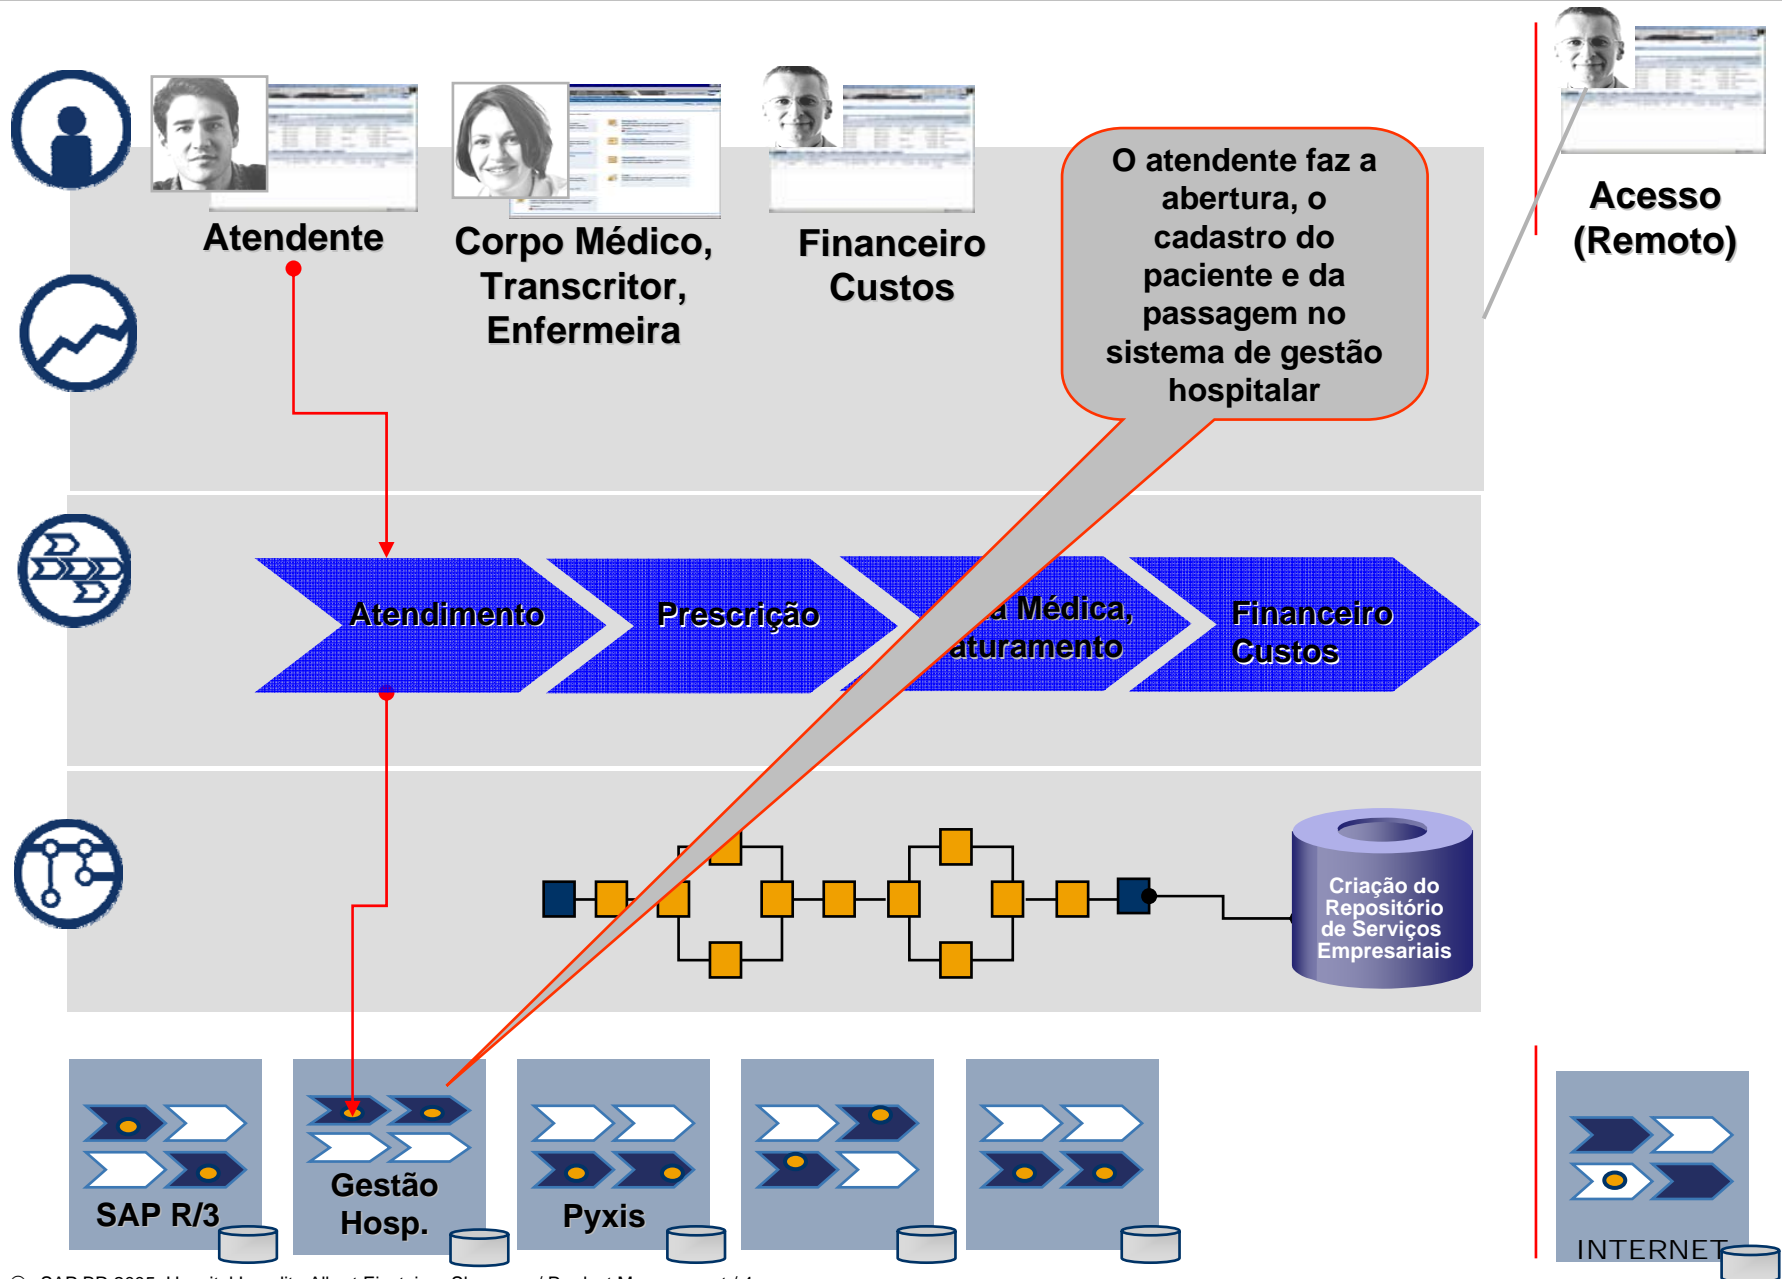 Atendente
Corpo Médico,
Transcritor,
Enfermeira
Financeiro
Custos
O atendente faz a
abertura, o
cadastro do
paciente e da
passagem no
sistema de gestão
hospitalar
Acesso
(Remoto)
Atendimento
Prescrição
Médica,
aturamento
Financeiro
Custos
Criação do
Repositório
de Serviços
Empresariais
SAP R/3
Gestão
Hosp.
Pyxis
INTERNET